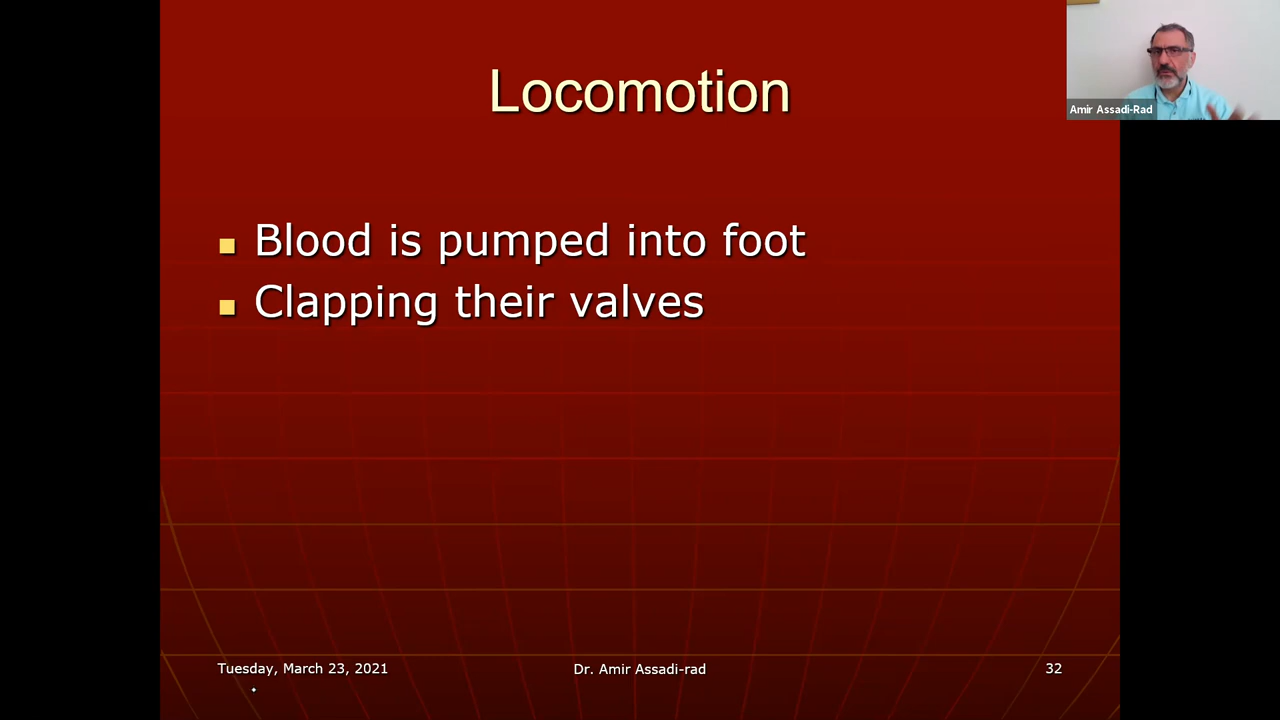 Locomotion
Amir Assadi-Rad
Blood is pumped into foot
Clapping their valves
Tuesday, March 23, 2021
Dr. Amir Assadi-rad
32